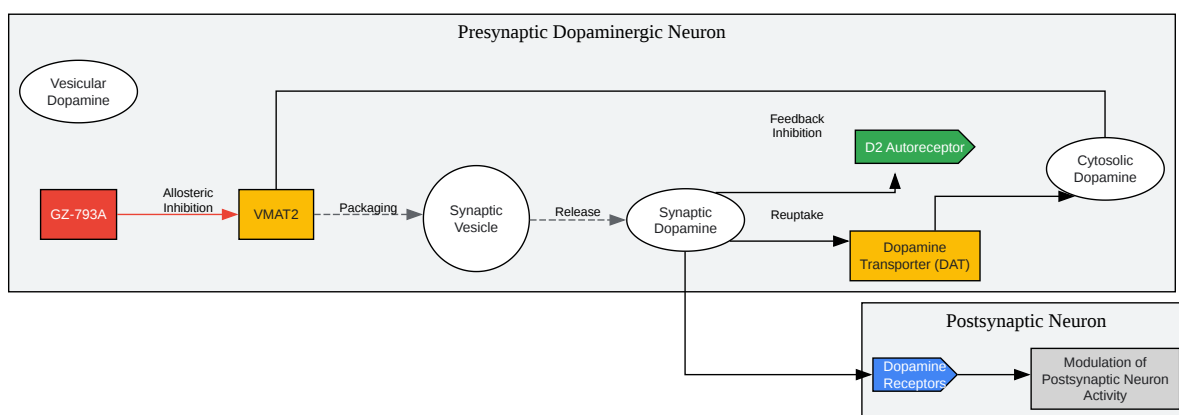 Presynaptic Dopaminergic Neuron
Vesicular
Dopamine
Feedback
Inhibition
D2 Autoreceptor
Cytosolic
Dopamine
GZ-793A
Allosteric
Inhibition
VMAT2
Packaging
Synaptic
Vesicle
Release
Synaptic
Dopamine
Reuptake
Dopamine
Transporter (DAT)
Postsynaptic Neuron
Dopamine
Receptors
Modulation of
Postsynaptic Neuron
Activity